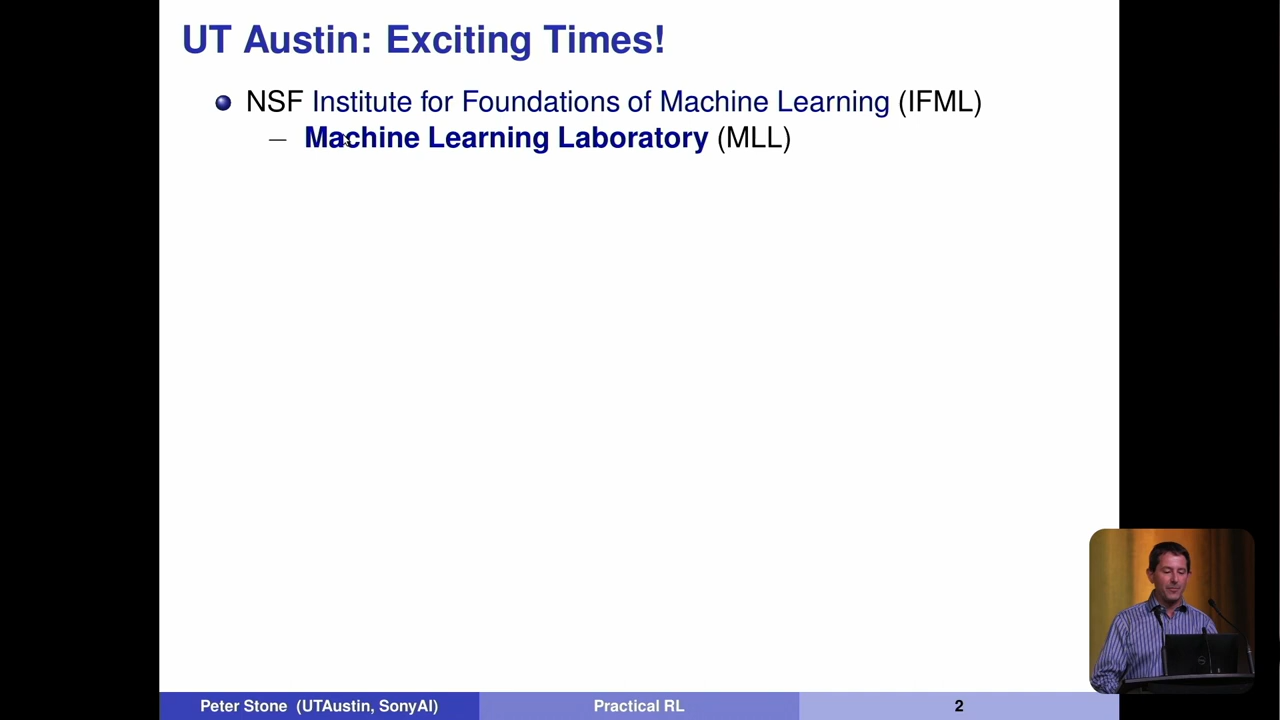 UT Austin: Exciting Times!
NSF Institute for Foundations of Machine Learning (IFML)
– Machine Learning Laboratory (MLL)
Peter Stone (UTAustin, SonyAI)
Practical RL
2